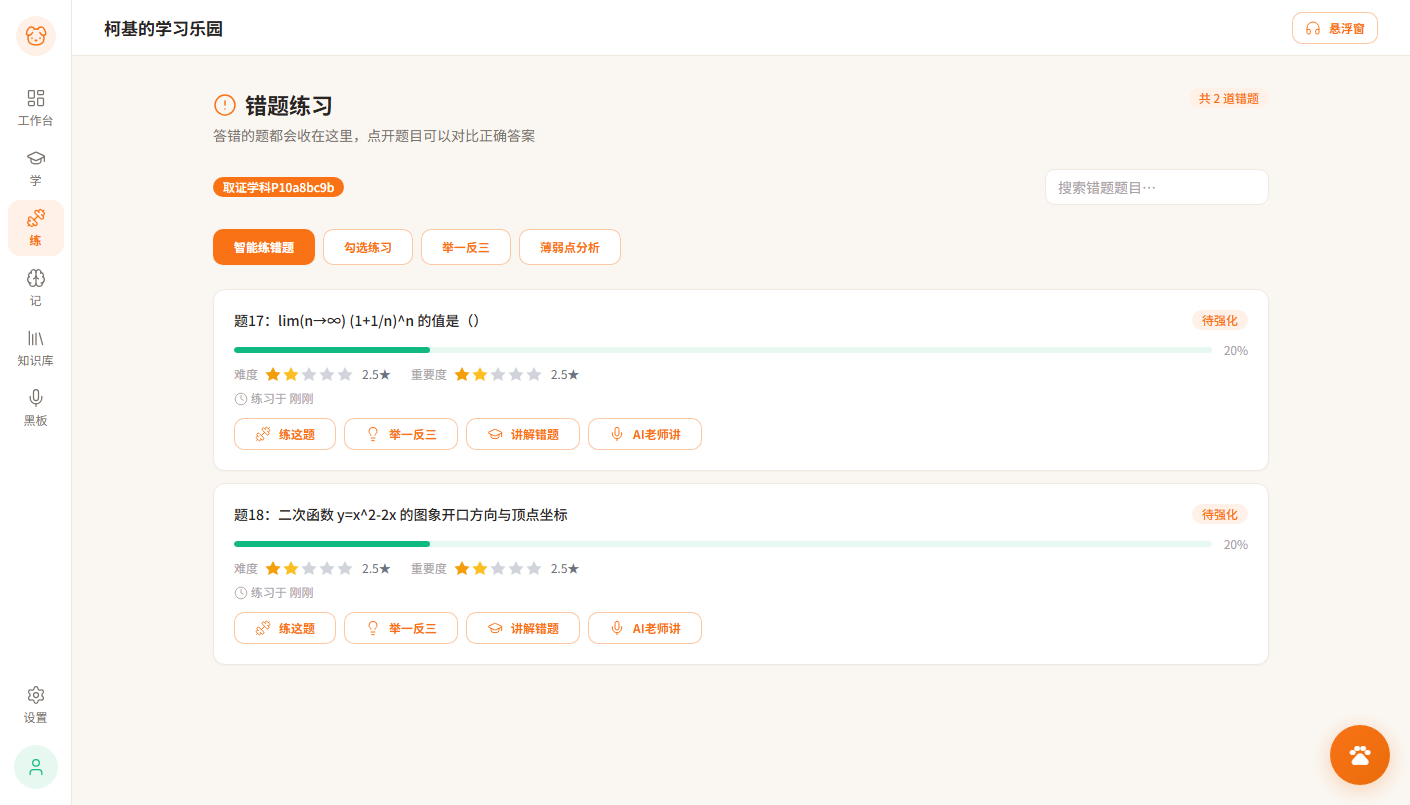 柯基的学习乐园
悬浮窗
工作台
学
练
记
知识库
黑板
设置
错题练习
共 2 道错题
答错的题都会收在这里，点开题目可以对比正确答案
取证学科P10a8bc9b
搜索错题题目…
智能练错题
勾选练习
举一反三
薄弱点分析
题17：lim(n→∞) (1+1/n)^n 的值是（）
待强化
20%
难度 2.5★ 重要度 2.5★
练习于 刚刚
练这题
举一反三
讲解错题
AI老师讲
题18：二次函数 y=x^2-2x 的图象开口方向与顶点坐标
待强化
20%
难度 2.5★ 重要度 2.5★
练习于 刚刚
练这题
举一反三
讲解错题
AI老师讲